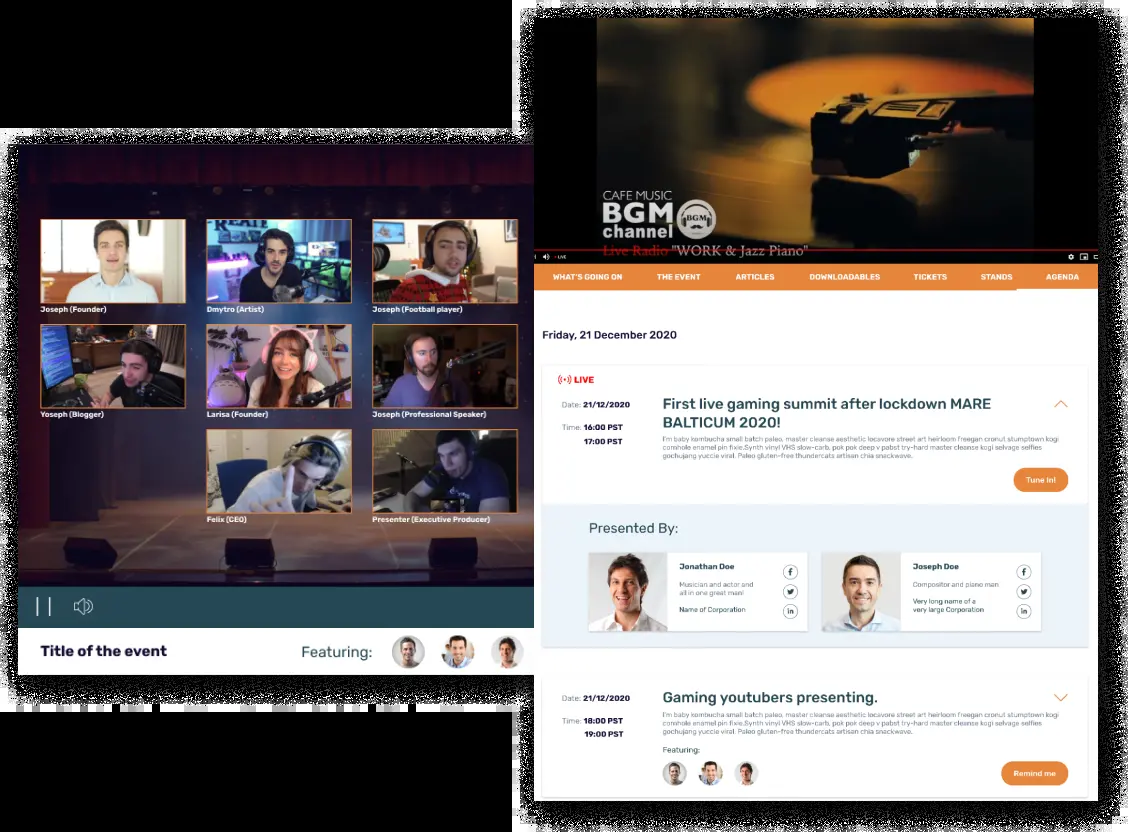 Joseph (Founder)
Dmytro (Artist)
Joseph (Football player)
Yoseph (Blogger)
Larisa (Founder)
Joseph (Professional Speaker)
Felix (CEO)
Presenter (Executive Producer)
Title of the event
Featuring:
CAFE MUSIC
BGM
channel
BGM
Live Radio "WORK & Jazz Piano"
LIVE
WHAT'S GOING ON THE EVENT ARTICLES DOWNLOADABLES TICKETS STANDS AGENDA
Friday, 21 December 2020
LIVE
Date: 21/12/2020
Time: 16:00 PST
17:00 PST
First live gaming summit after lockdown MARE
BALTICUM 2020!
I'm baby kombucha small batch paleo, master cleanse aesthetic locavore street art heirloom freegan cronut stumptown kogi
conshole enamel pin fixie.Synth vinyl VHS slow-carb, pok pok deep v pabst try-hard master cleanse kogi selvage selfies
gochujang yuccie viral. Paleo gluten-free thundercats artisan chia snackwave.
Tune In!
Presented By:
Jonathan Doe
Musician and actor and
all in one great man!
Name of Corporation
Joseph Doe
Compositor and piano man
Very long name of a
very large Corporation
Date: 21/12/2020
Time: 18:00 PST
19:00 PST
Gaming youtubers presenting.
I'm baby kombucha small batch paleo, master cleanse aesthetic locavore street art heirloom freegan cronut stumptown kogi
conshole enamel pin fixie.Synth vinyl VHS slow-carb, pok pok deep v pabst try-hard master cleanse kogi selvage selfies
gochujang yuccie viral. Paleo gluten-free thundercats artisan chia snackwave.
Featuring:
Remind me